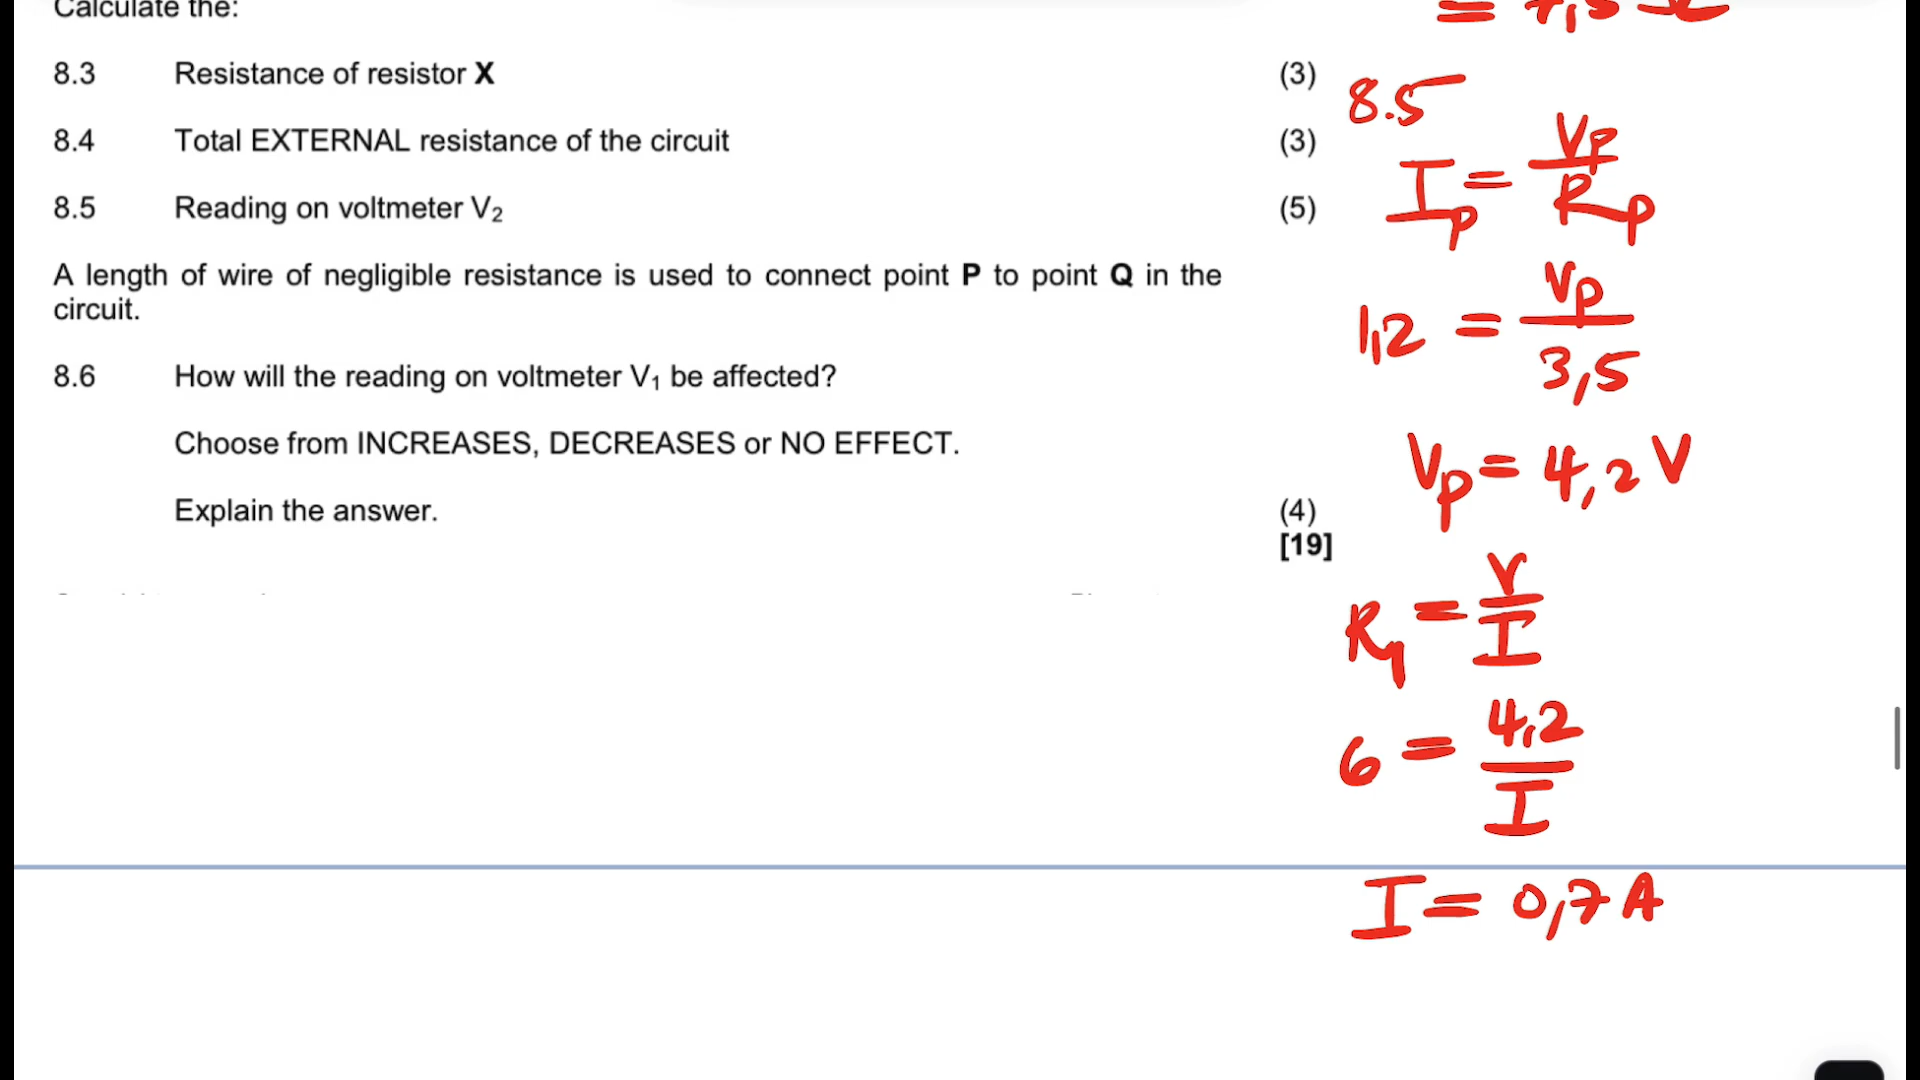 Calculate the:
8.3 Resistance of resistor X (3)
8.4 Total EXTERNAL resistance of the circuit (3)
8.5 Reading on voltmeter V₂ (5)
A length of wire of negligible resistance is used to connect point P to point Q in the
circuit.
8.6 How will the reading on voltmeter V₁ be affected?
Choose from INCREASES, DECREASES or NO EFFECT.
Explain the answer. (4)
[19]
8.5
Ip = Vp/Rp
1,2 = Vp/3,5
Vp = 4,2 V
R1 = V/I
6 = 4,2/I
I = 0,7 A